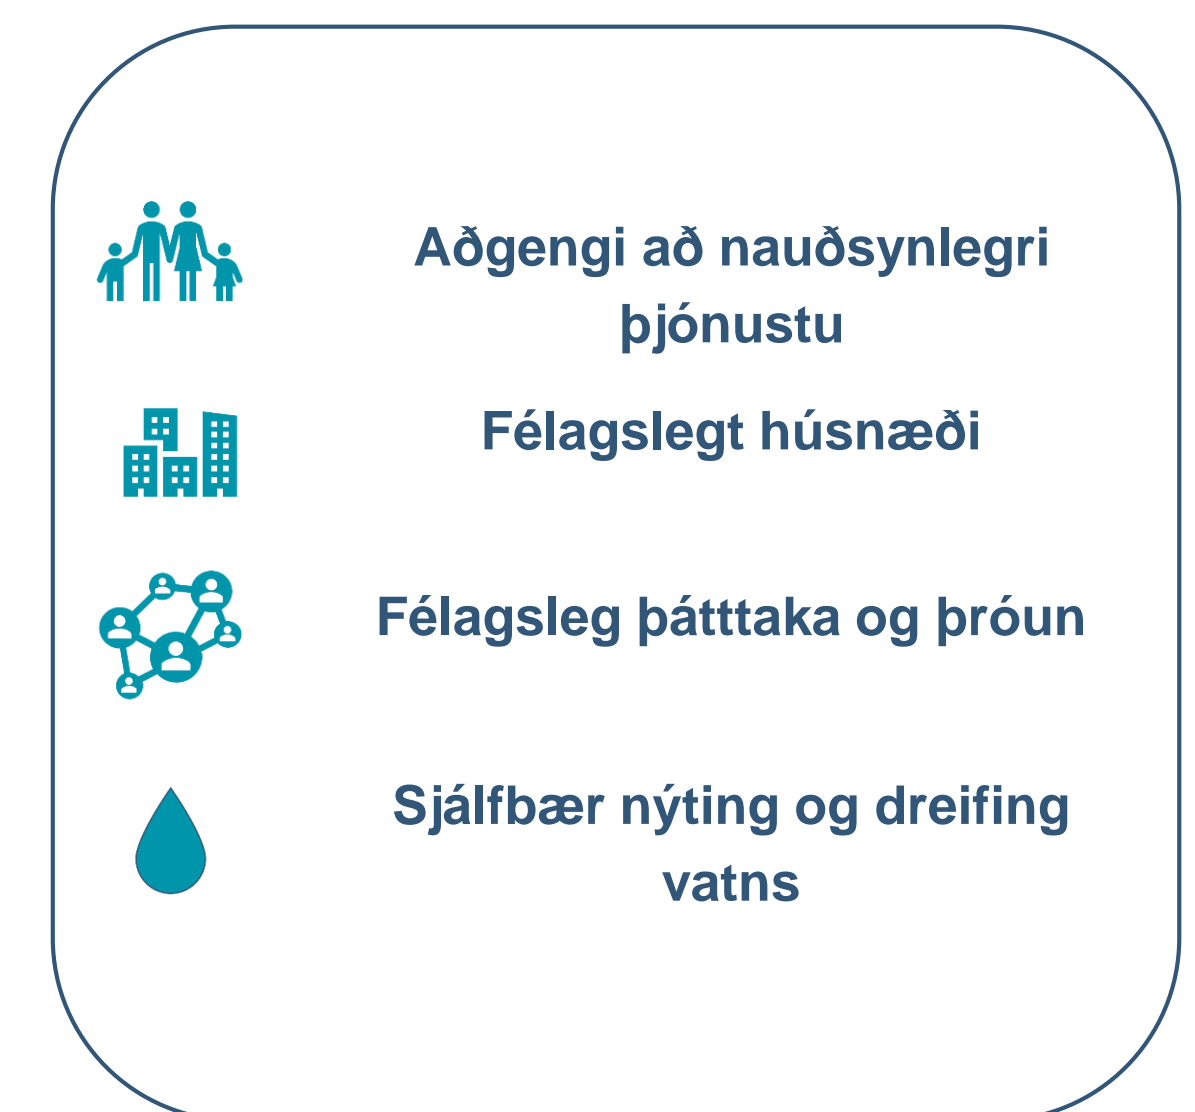 Aðgengi að nauðsynlegri
þjónustu
Félagslegt húsnæði
Félagsleg þátttaka og þróun
Sjálfbær nýting og dreifing
vatns